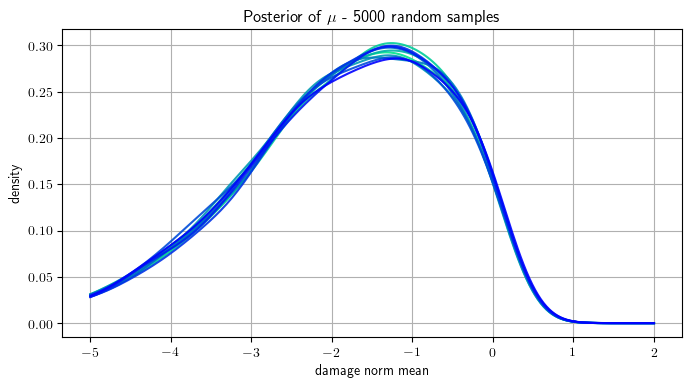 Posterior of μ - 5000 random samples
density
0.30
0.25
0.20
0.15
0.10
0.05
0.00
−5 −4 −3 −2 −1 0 1 2
damage norm mean